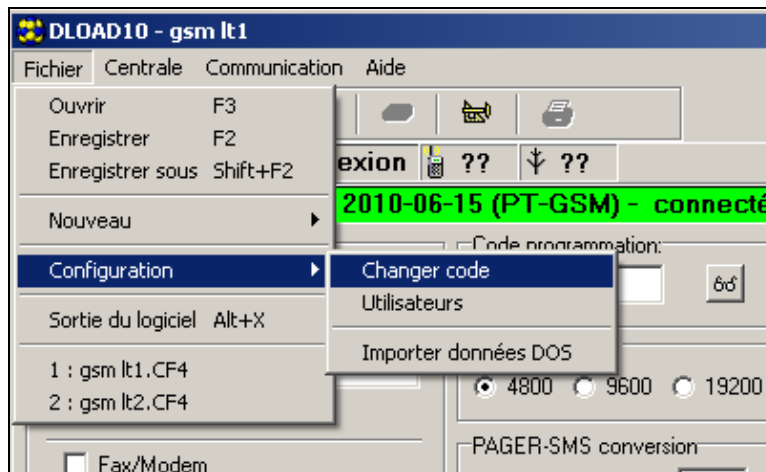 DLOAD10 - gsm lt1
Fichier Centrale Communication Aide
Ouvrir F3
Enregistrer F2
Enregistrer sous Shift+F2
Nouveau
Configuration
Sortie du logiciel Alt+X
1 : gsm lt1.CF4
2 : gsm lt2.CF4
?? ??
2010-06-15 (PT-GSM) - connecté
Code programmation:
Changer code
Utilisateurs
Importer données DOS
4800 9600 19200
PAGER-SMS conversion
Fax/Modem